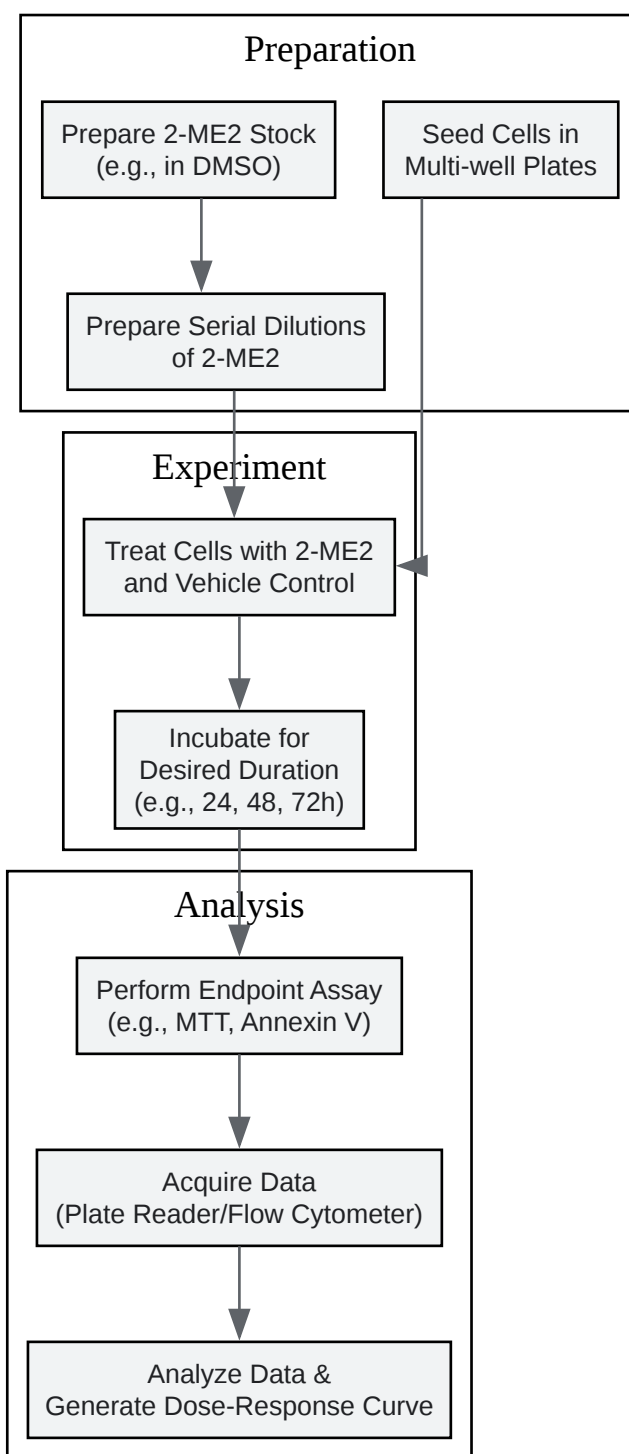 Preparation
Prepare 2-ME2 Stock
(e.g., in DMSO)
Seed Cells in
Multi-well Plates
Prepare Serial Dilutions
of 2-ME2
Experiment
Treat Cells with 2-ME2
and Vehicle Control
Incubate for
Desired Duration
(e.g., 24, 48, 72h)
Analysis
Perform Endpoint Assay
(e.g., MTT, Annexin V)
Acquire Data
(Plate Reader/Flow Cytometer)
Analyze Data &
Generate Dose-Response Curve